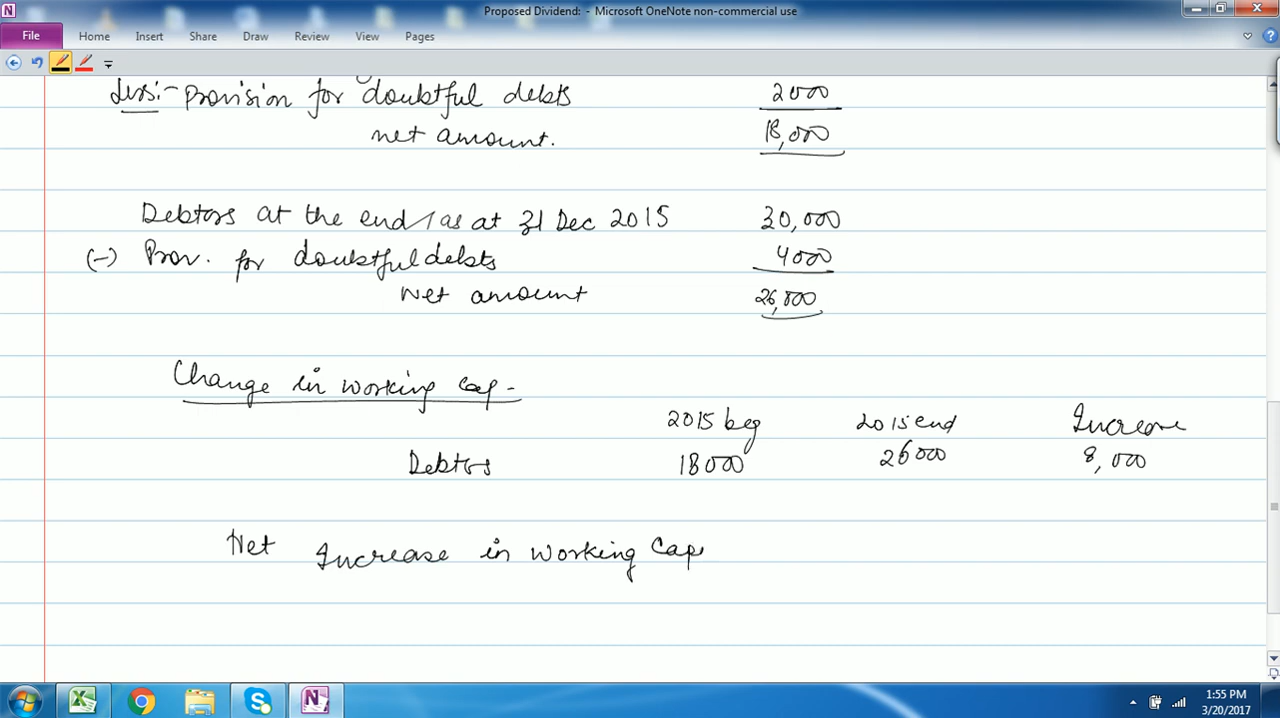 Proposed Dividend: - Microsoft OneNote non-commercial use
File Home Insert Share Draw Review View Pages
Less:- Provision for doubtful debts 2000
net amount. 18,000
Debtors at the end / as at 31 Dec 2015 30,000
(-) Prov. for doubtful debts 4000
Net amount 26,000
Change in working cap -
2015 beg 2015 end Increase
Debtors 18000 26000 8,000
Net Increase in working Cap
1:55 PM
3/20/2017